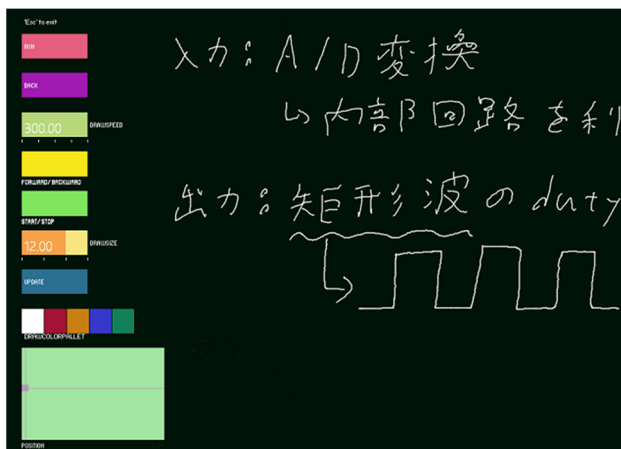 'Esc' to exit
RUN
BACK
300.00 DRAWSPEED
FORWARD/BACKWARD
START/STOP
12.00 DRAWSIZE
UPDATE
DRAWCOLORPALLET
POSITION
入力：A/D変換
↳内部回路を利
出力：矩形波のduty